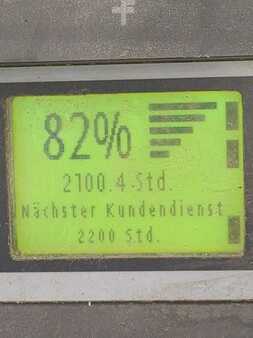 82%
2100.4 Std.
Nächster Kundendienst
2200 Std.